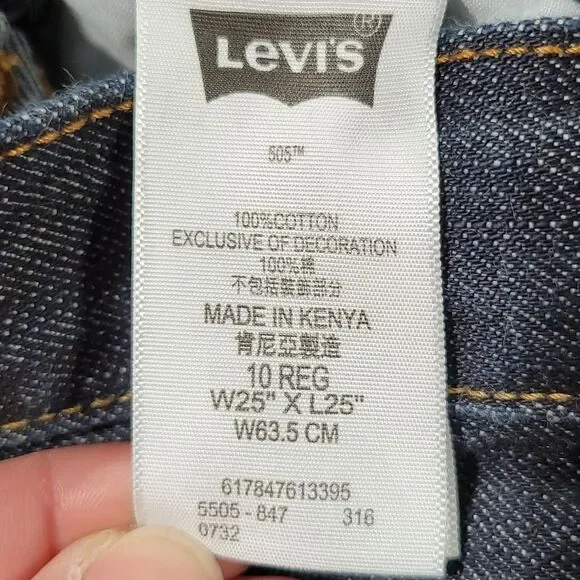 LEVI'S®
505™
100%COTTON
EXCLUSIVE OF DECORATION
100%棉
不包括裝飾部分
MADE IN KENYA
肯尼亞製造
10 REG
W25" X L25"
W63.5 CM
617847613395
5505 - 847 316
0732